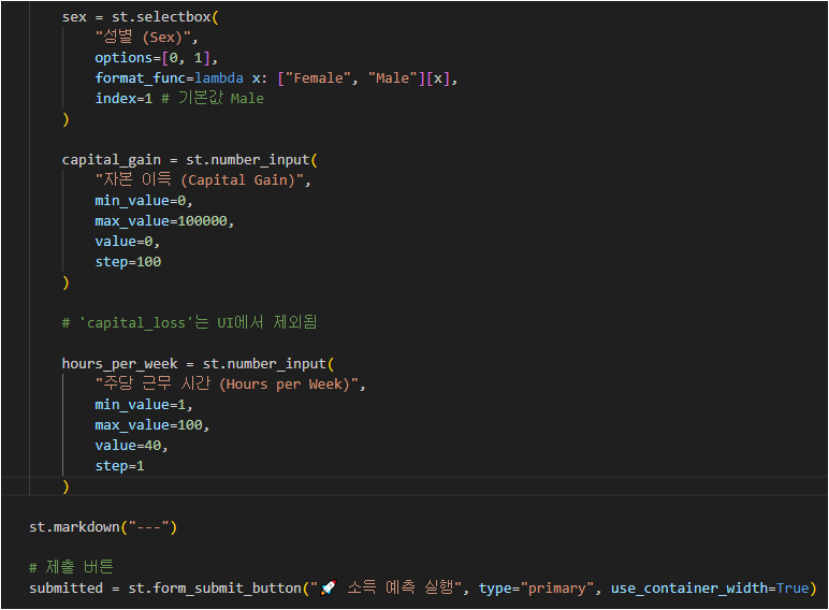 sex = st.selectbox(
"성별 (Sex)",
options=[0, 1],
format_func=lambda x: ["Female", "Male"][x],
index=1 # 기본값 Male
)
capital_gain = st.number_input(
"자본 이득 (Capital Gain)",
min_value=0,
max_value=100000,
value=0,
step=100
)
# 'capital_loss'는 UI에서 제외됨
hours_per_week = st.number_input(
"주당 근무 시간 (Hours per Week)",
min_value=1,
max_value=100,
value=40,
step=1
)
st.markdown("---")
# 제출 버튼
submitted = st.form_submit_button("🚀 소득 예측 실행", type="primary", use_container_width=True)